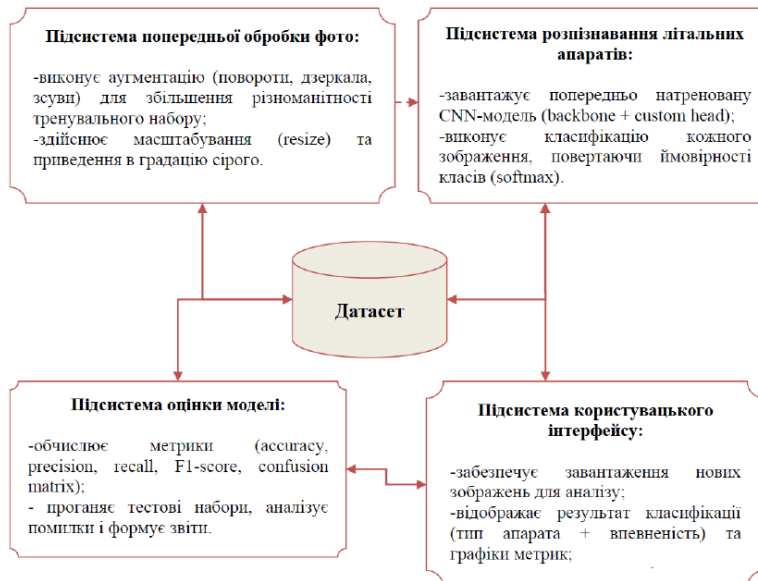 Підсистема попередньої обробки фото:
-виконує аугментацію (повороти, дзеркала,
зсуви) для збільшення різноманітності
тренувального набору;
-здійснює масштабування (resize) та
приведення в градацію сірого.
Підсистема розпізнавання літальних
апаратів:
-завантажує попередньо натреновану
CNN-модель (backbone + custom head);
-виконує класифікацію кожного
зображення, повертаючи ймовірності
класів (softmax).
Датасет
Підсистема оцінки моделі:
-обчислює метрики (accuracy,
precision, recall, F1-score, confusion
matrix);
- проганяє тестові набори, аналізує
помилки і формує звіти.
Підсистема користувацького
інтерфейсу:
-забезпечує завантаження нових
зображень для аналізу;
-відображає результат класифікації
(тип апарата + впевненість) та
графіки метрик;